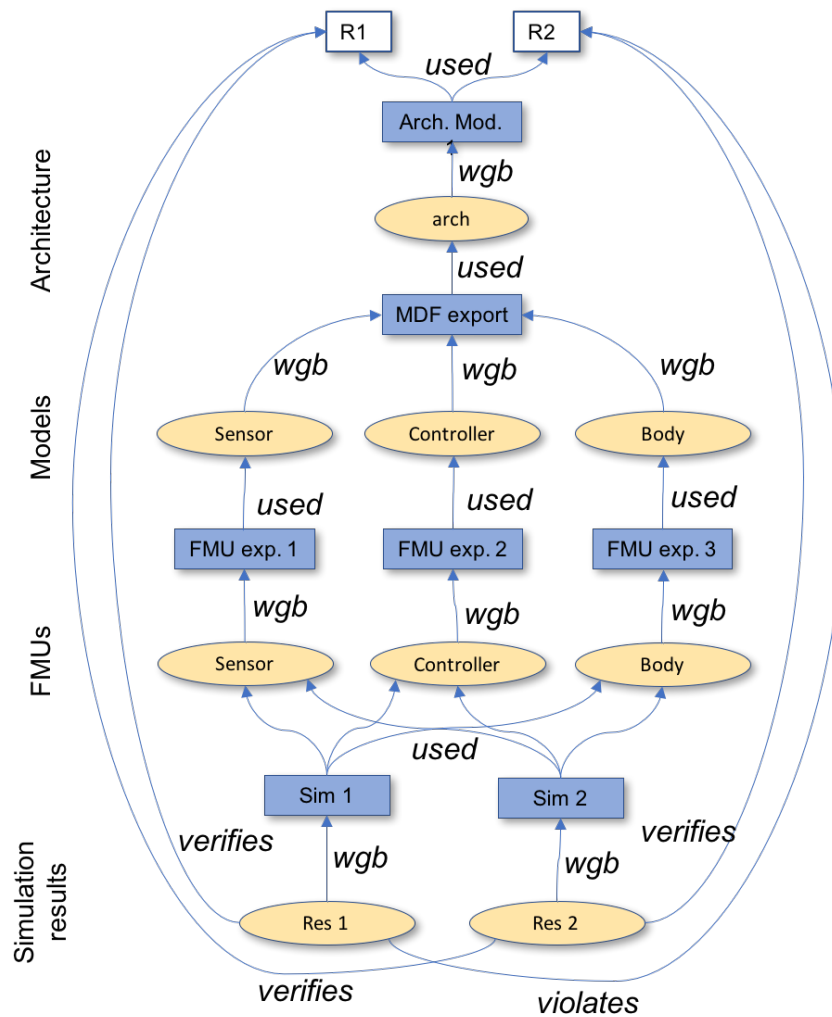 R1
R2
used
Arch. Mod.
wgb
arch
used
MDF export
wgb
wgb
wgb
Sensor
Controller
Body
used
used
used
FMU exp. 1
FMU exp. 2
FMU exp. 3
wgb
wgb
wgb
Sensor
Controller
Body
used
Sim 1
Sim 2
verifies
wgb
wgb
verifies
Res 1
Res 2
verifies
violates
Architecture
Models
FMUs
Simulation
results